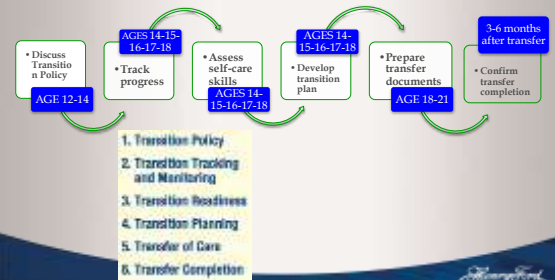 • Discuss
Transitio
n Policy
AGE 12-14
AGES 14-15-
16-17-18
• Track
progress
• Assess
self-care
skills
AGES 14-
15-16-17-18
AGES 14-
15-16-17-18
• Develop
transition
plan
• Prepare
transfer
documents
AGE 18-21
3-6 months
after transfer
• Confirm
transfer
completion
1. Transition Policy
2. Transition Tracking
and Monitoring
3. Transition Readiness
4. Transition Planning
5. Transfer of Care
6. Transfer Completion
Henry Ford